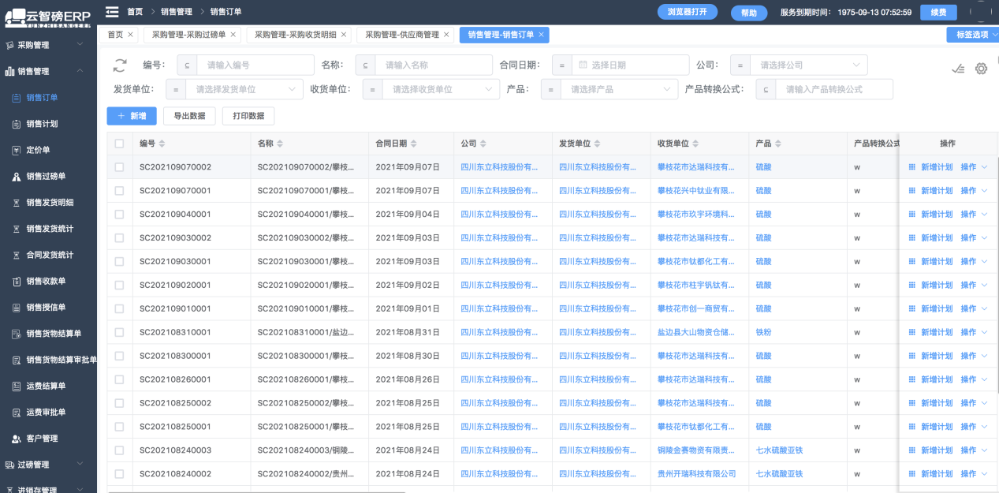 云智磅ERP
YUNZHIBANGERP
首页 销售管理 销售订单 浏览器打开 帮助 服务到期时间： 1975-09-13 07:52:59 续费
首页 采购管理-采购过磅单 采购管理-采购收货明细 采购管理-供应商管理 销售管理-销售订单 标签选项
采购管理
销售管理
销售订单
销售计划
定价单
销售过磅单
销售发货明细
销售发货统计
合同发货统计
销售收款单
销售授信单
销售货物结算单
销售货物结算审批单
运费结算单
运费审批单
客户管理
过磅管理
进销存管理
编号： ⊆ 请输入编号 名称： ⊆ 请输入名称 合同日期： = 选择日期 公司： = 请选择公司
发货单位： = 请选择发货单位 收货单位： = 请选择收货单位 产品： = 请选择产品 产品转换公式： ⊆ 请输入产品转换公式
+ 新增 导出数据 打印数据
编号 名称 合同日期 公司 发货单位 收货单位 产品 产品转换公式 操作
SC202109070002 SC202109070002/攀枝... 2021年09月07日 四川东立科技股份有... 四川东立科技股份有... 攀枝花市达瑞科技有... 硫酸 w 新增计划 操作
SC202109070001 SC202109070001/攀枝... 2021年09月07日 四川东立科技股份有... 四川东立科技股份有... 攀枝花兴中钛业有限... 硫酸 w 新增计划 操作
SC202109040001 SC202109040001/攀枝... 2021年09月04日 四川东立科技股份有... 四川东立科技股份有... 攀枝花市玖宇环境科... 硫酸 w 新增计划 操作
SC202109030002 SC202109030002/攀枝... 2021年09月03日 四川东立科技股份有... 四川东立科技股份有... 攀枝花市达瑞科技有... 硫酸 w 新增计划 操作
SC202109030001 SC202109030001/攀枝... 2021年09月03日 四川东立科技股份有... 四川东立科技股份有... 攀枝花市钛都化工有... 硫酸 w 新增计划 操作
SC202109020001 SC202109020001/攀枝... 2021年09月02日 四川东立科技股份有... 四川东立科技股份有... 攀枝花市柱宇钒钛有... 硫酸 w 新增计划 操作
SC202109010001 SC202109010001/攀枝... 2021年09月01日 四川东立科技股份有... 四川东立科技股份有... 攀枝花市创一商贸有... 硫酸 w 新增计划 操作
SC202108310001 SC202108310001/盐边... 2021年08月31日 四川东立科技股份有... 四川东立科技股份有... 盐边县大山物资仓储... 铁粉 w 新增计划 操作
SC202108300001 SC202108300001/攀枝... 2021年08月30日 四川东立科技股份有... 四川东立科技股份有... 攀枝花市达瑞科技有... 硫酸 w 新增计划 操作
SC202108260001 SC202108260001/攀枝... 2021年08月26日 四川东立科技股份有... 四川东立科技股份有... 攀枝花市达瑞科技有... 硫酸 w 新增计划 操作
SC202108250002 SC202108250002/攀枝... 2021年08月25日 四川东立科技股份有... 四川东立科技股份有... 攀枝花市达瑞科技有... 硫酸 w 新增计划 操作
SC202108250001 SC202108250001/攀枝... 2021年08月25日 四川东立科技股份有... 四川东立科技股份有... 攀枝花市钛都化工有... 硫酸 w 新增计划 操作
SC202108240003 SC202108240003/铜陵... 2021年08月24日 四川东立科技股份有... 四川东立科技股份有... 铜陵金赛物资有限责... 七水硫酸亚铁 w 新增计划 操作
SC202108240002 SC202108240002/贵州... 2021年08月24日 四川东立科技股份有... 四川东立科技股份有... 贵州开瑞科技有限公司 七水硫酸亚铁 w 新增计划 操作